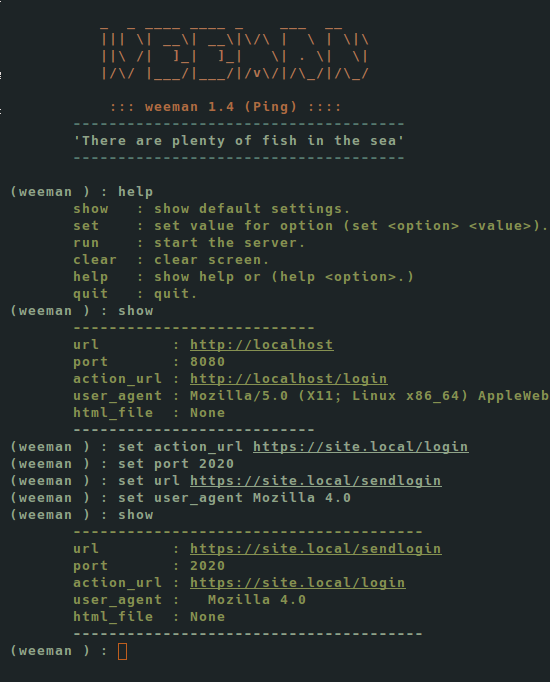 ::: weeman 1.4 (Ping) ::::
-------------------------------------
'There are plenty of fish in the sea'
-------------------------------------
(weeman ) : help
show : show default settings.
set : set value for option (set <option> <value>).
run : start the server.
clear : clear screen.
help : show help or (help <option>.)
quit : quit.
(weeman ) : show
---------------------------
url : http://localhost
port : 8080
action_url : http://localhost/login
user_agent : Mozilla/5.0 (X11; Linux x86_64) AppleWeb
html_file : None
---------------------------
(weeman ) : set action_url https://site.local/login
(weeman ) : set port 2020
(weeman ) : set url https://site.local/sendlogin
(weeman ) : set user_agent Mozilla 4.0
(weeman ) : show
---------------------------------------
url : https://site.local/sendlogin
port : 2020
action_url : https://site.local/login
user_agent : Mozilla 4.0
html_file : None
---------------------------------------
(weeman ) :